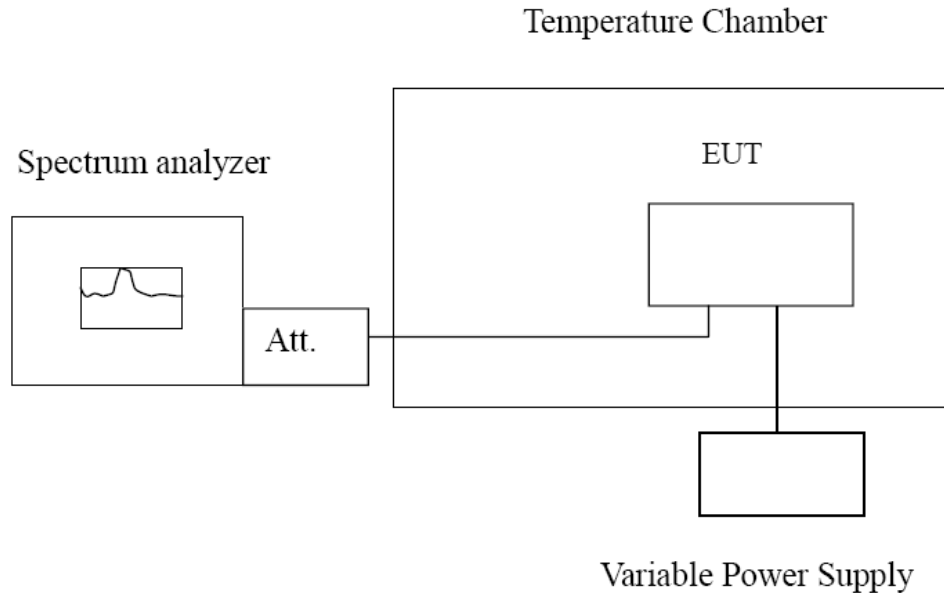 Temperature Chamber
Spectrum analyzer
EUT
Att.
Variable Power Supply